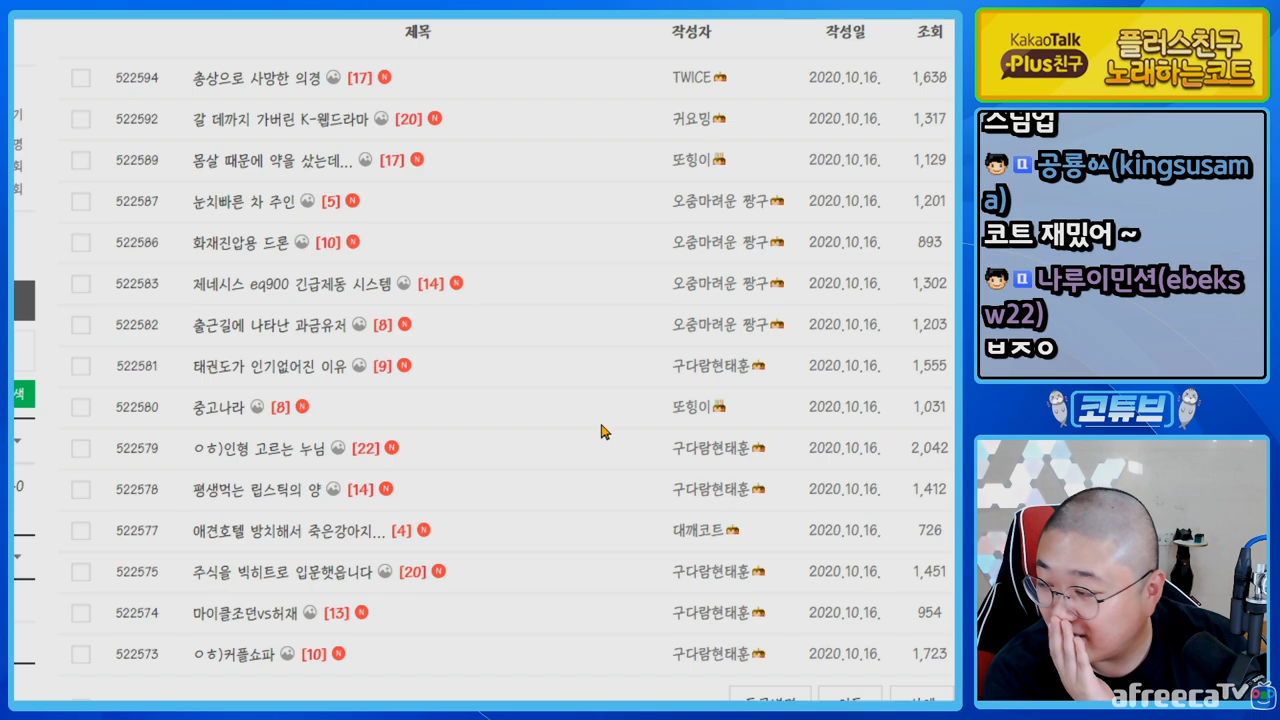 제목 작성자 작성일 조회
522594 총상으로 사망한 의경 [17] N TWICE 2020.10.16. 1,638
522592 갈 데까지 가버린 K-웹드라마 [20] N 귀요밍 2020.10.16. 1,317
522589 몸살 때문에 약을 샀는데... [17] N 또힝이 2020.10.16. 1,129
522587 눈치빠른 차 주인 [5] N 오줌마려운 짱구 2020.10.16. 1,201
522586 화재진압용 드론 [10] N 오줌마려운 짱구 2020.10.16. 893
522583 제네시스 eq900 긴급제동 시스템 [14] N 오줌마려운 짱구 2020.10.16. 1,302
522582 출근길에 나타난 과금유저 [8] N 오줌마려운 짱구 2020.10.16. 1,203
522581 태권도가 인기없어진 이유 [9] N 구다람현태훈 2020.10.16. 1,555
522580 중고나라 [8] N 또힝이 2020.10.16. 1,031
522579 ㅇㅎ)인형 고르는 누님 [22] N 구다람현태훈 2020.10.16. 2,042
522578 평생먹는 립스틱의 양 [14] N 구다람현태훈 2020.10.16. 1,412
522577 애견호텔 방치해서 죽은강아지... [4] N 대깨코트 2020.10.16. 726
522575 주식을 빅히트로 입문햇읍니다 [20] N 구다람현태훈 2020.10.16. 1,451
522574 마이클조던vs허재 [13] N 구다람현태훈 2020.10.16. 954
522573 ㅇㅎ)커플쇼파 [10] N 구다람현태훈 2020.10.16. 1,723
기
명
회
회
색
KakaoTalk
Plus친구
플러스친구
노래하는코트
스님업
(kingsusam
a)
코트 재밌어 ~
나루이민션(ebeks
w22)
ㅂㅈㅇ
코튜브
afreecaTV